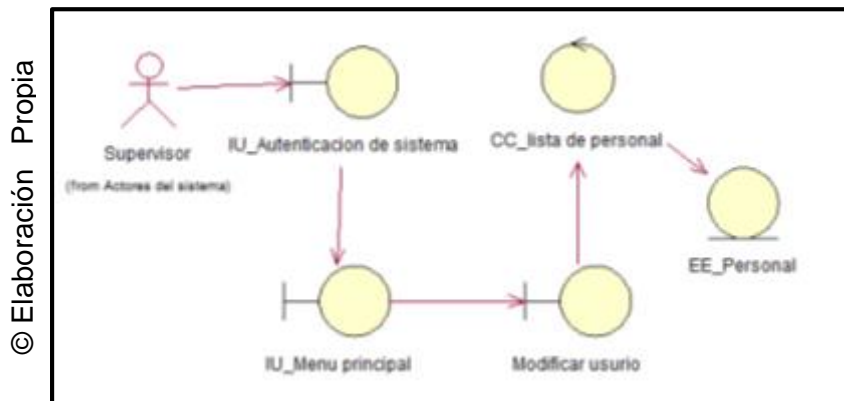 © Elaboración Propia
Supervisor
(from Actores del sistema)
IU_Autenticacion de sistema
CC_lista de personal
EE_Personal
IU_Menu principal
Modificar usurio